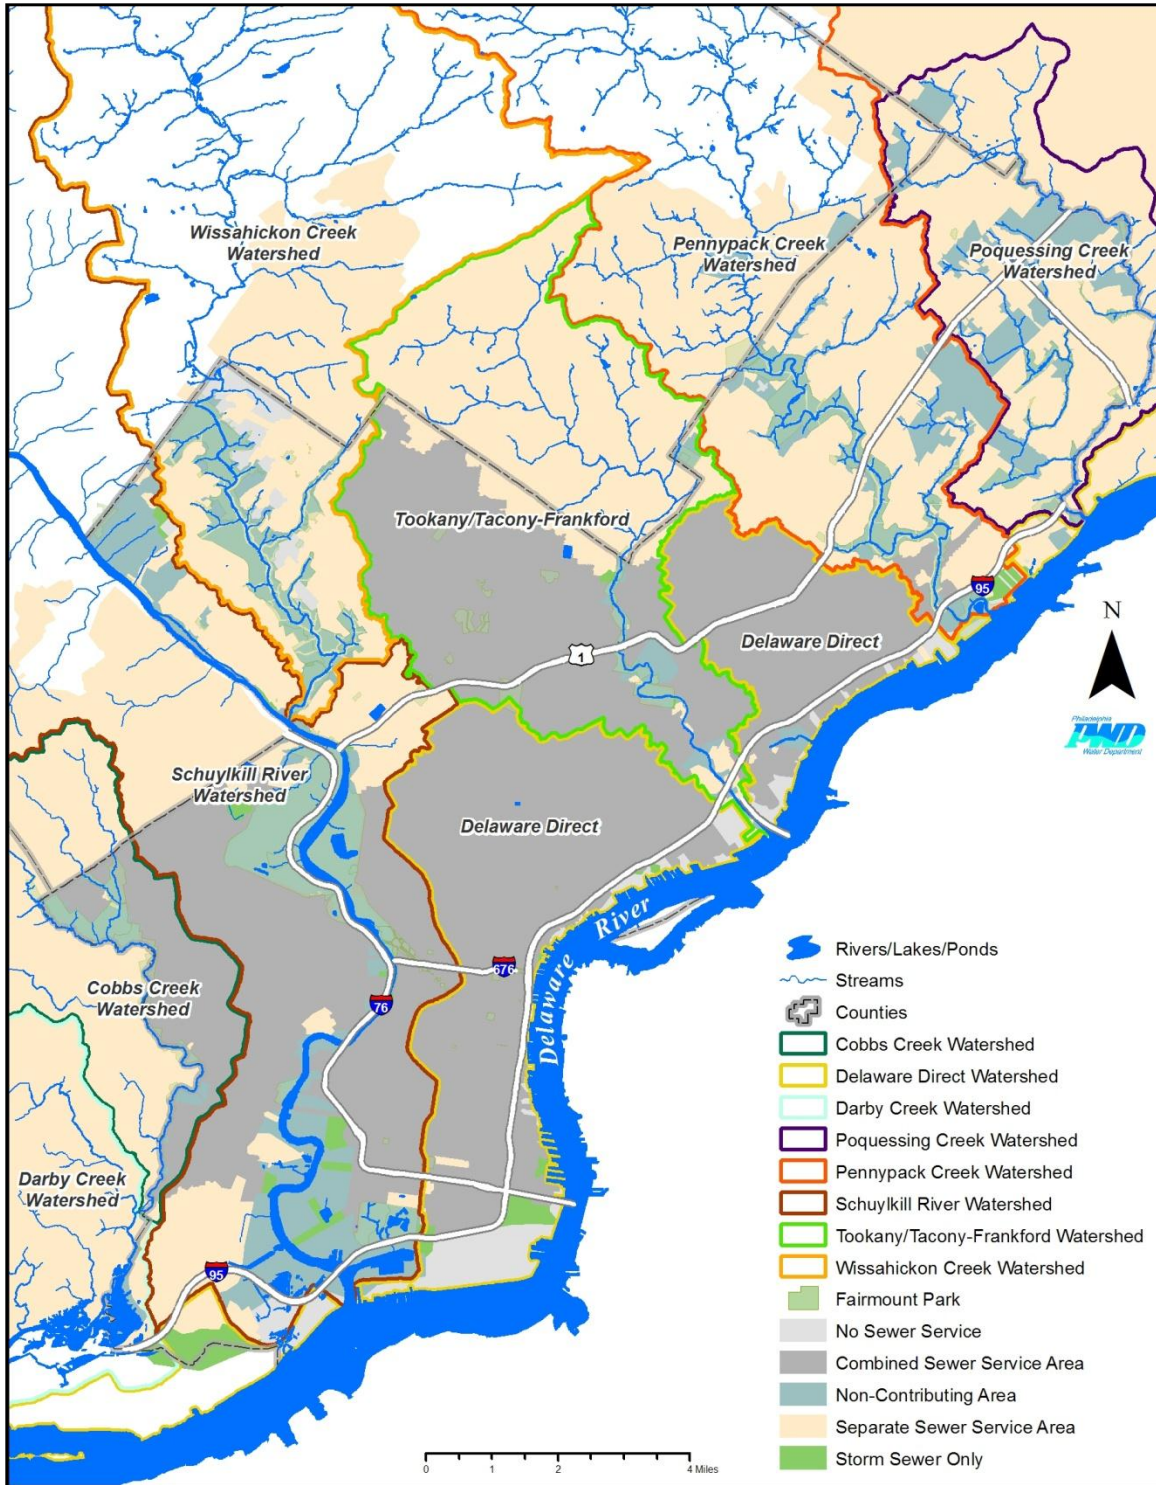 Wissahickon Creek
Watershed
Pennypack Creek
Watershed
Poquessing Creek
Watershed
Tookany/Tacony-Frankford
95
N
1
Delaware Direct
Philadelphia
PWD
Water Department
Schuylkill River
Watershed
Delaware Direct
Delaware River
676
76
Cobbs Creek
Watershed
Darby Creek
Watershed
95
Rivers/Lakes/Ponds
Streams
Counties
Cobbs Creek Watershed
Delaware Direct Watershed
Darby Creek Watershed
Poquessing Creek Watershed
Pennypack Creek Watershed
Schuylkill River Watershed
Tookany/Tacony-Frankford Watershed
Wissahickon Creek Watershed
Fairmount Park
No Sewer Service
Combined Sewer Service Area
Non-Contributing Area
Separate Sewer Service Area
Storm Sewer Only
0 1 2 4 Miles